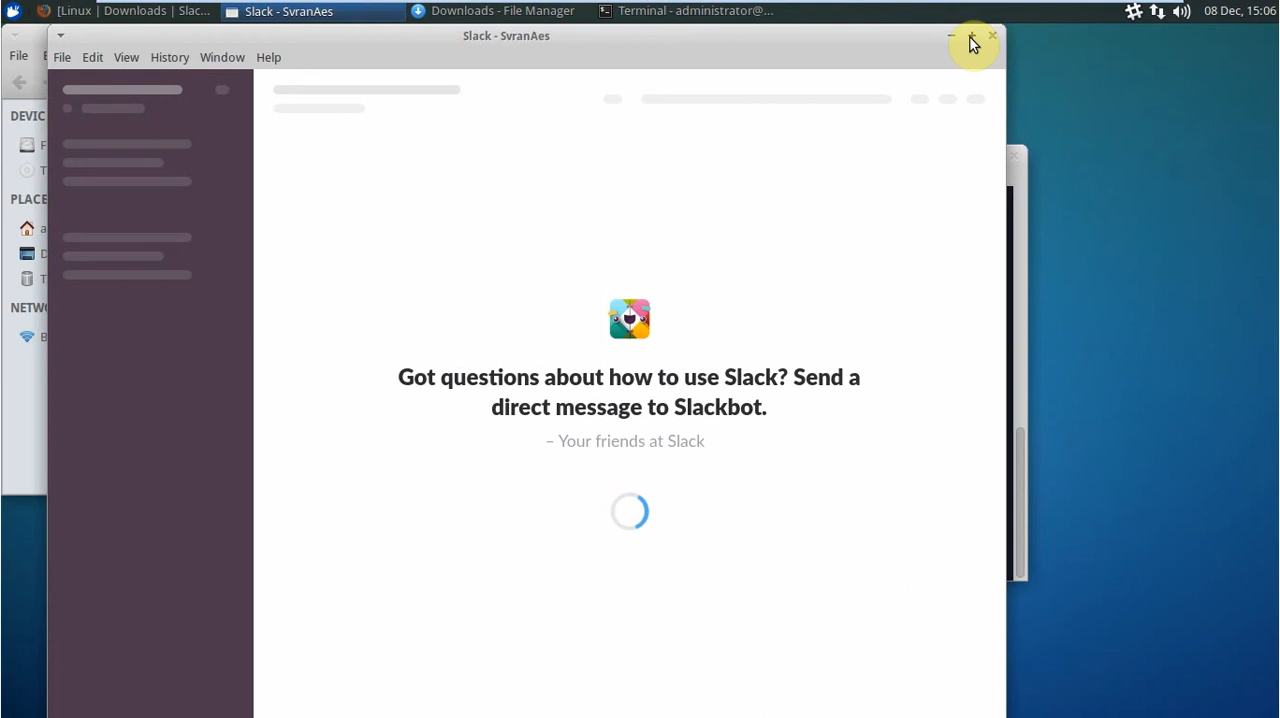 [Linux | Downloads | Slac...
Slack - SvranAes
Downloads - File Manager
Terminal - administrator@...
08 Dec, 15:06
Slack - SvranAes
File
File Edit View History Window Help
DEVIC
F
T
PLACE
a
D
T
NETWO
B
Got questions about how to use Slack? Send a
direct message to Slackbot.
– Your friends at Slack